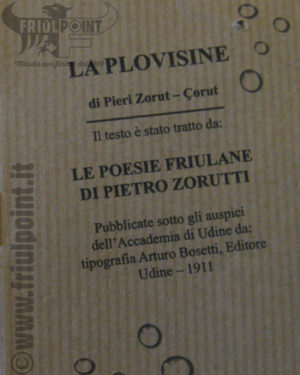 FRIULPOINT
LA PLOVISINE
di Pieri Zorut – Çorut
Il testo è stato tratto da:
LE POESIE FRIULANE
DI PIETRO ZORUTTI
Pubblicate sotto gli auspici
dell'Accademia di Udine da:
tipografia Arturo Bosetti, Editore
Udine – 1911
©www.friulpoint.it